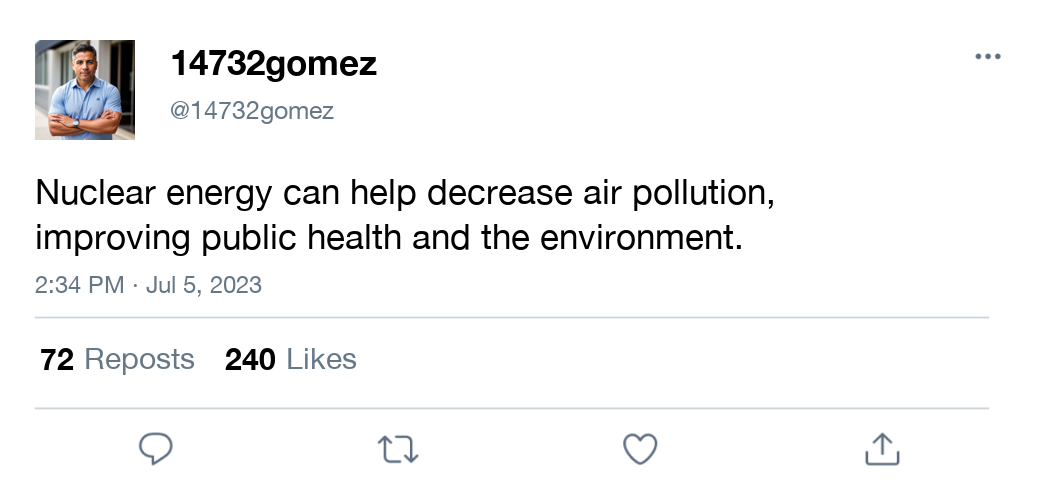 14732gomez
@14732gomez
Nuclear energy can help decrease air pollution,
improving public health and the environment.
2:34 PM · Jul 5, 2023
72 Reposts 240 Likes